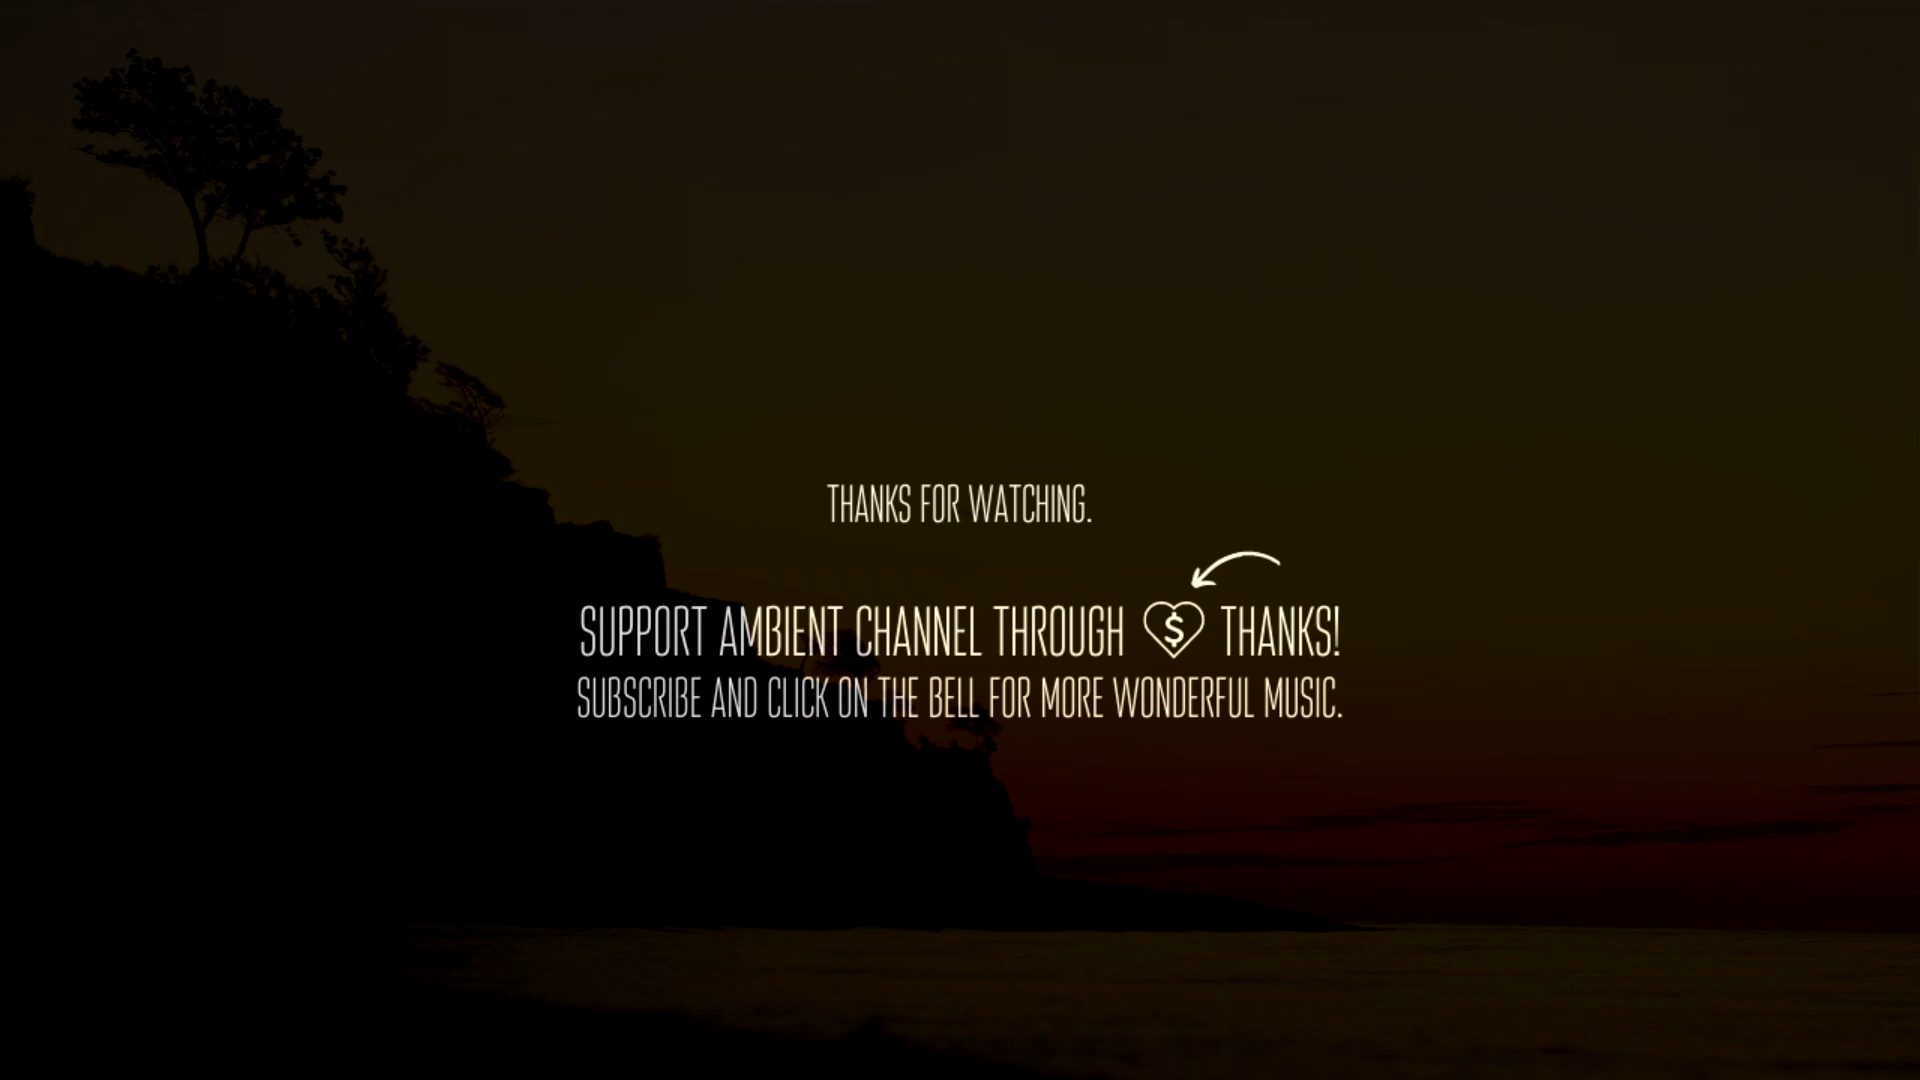 THANKS FOR WATCHING.
SUPPORT AMBIENT CHANNEL THROUGH $ THANKS!
SUBSCRIBE AND CLICK ON THE BELL FOR MORE WONDERFUL MUSIC.